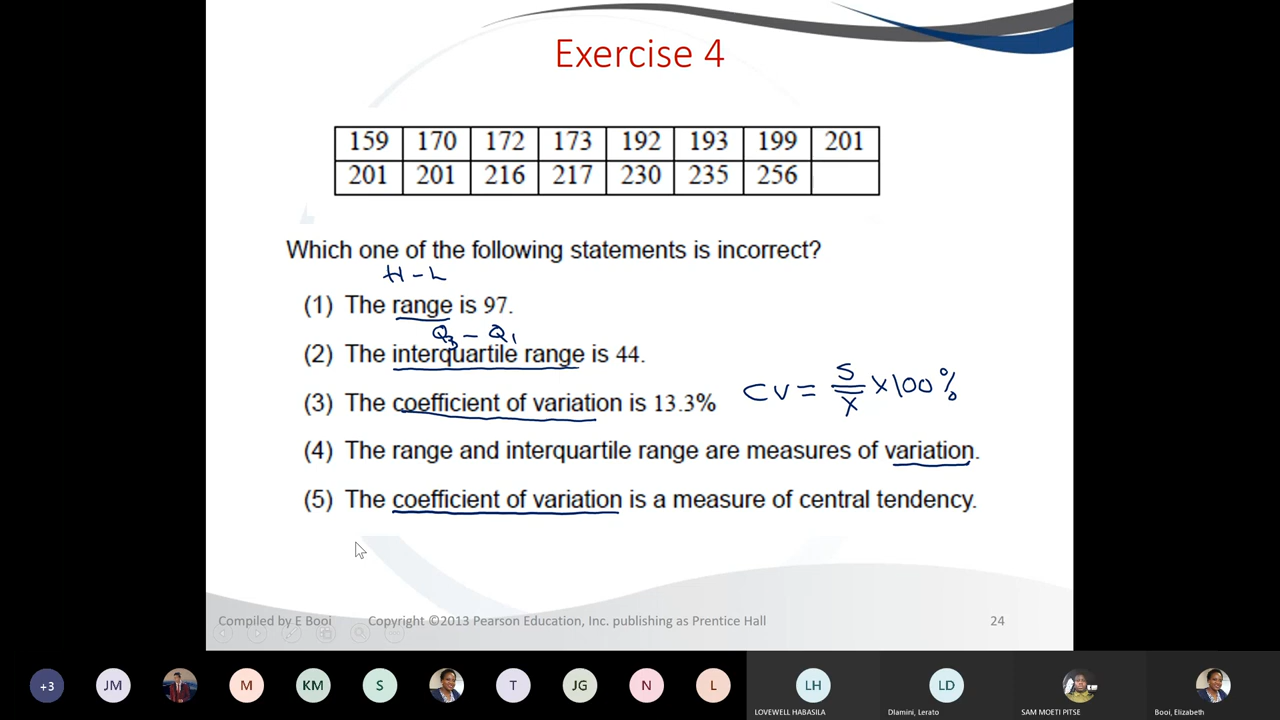 Exercise 4
159 170 172 173 192 193 199 201
201 201 216 217 230 235 256
Which one of the following statements is incorrect?
H - L
(1) The range is 97.
Q3 - Q1
(2) The interquartile range is 44.
(3) The coefficient of variation is 13.3%
CV = S/X × 100%
(4) The range and interquartile range are measures of variation.
(5) The coefficient of variation is a measure of central tendency.
Compiled by E Booi Copyright ©2013 Pearson Education, Inc. publishing as Prentice Hall 24
+3 JM M KM S T JG N L LH LD
LOVEWELL HABASILA Dlamini, Lerato SAM MOETI PITSE Booi, Elizabeth